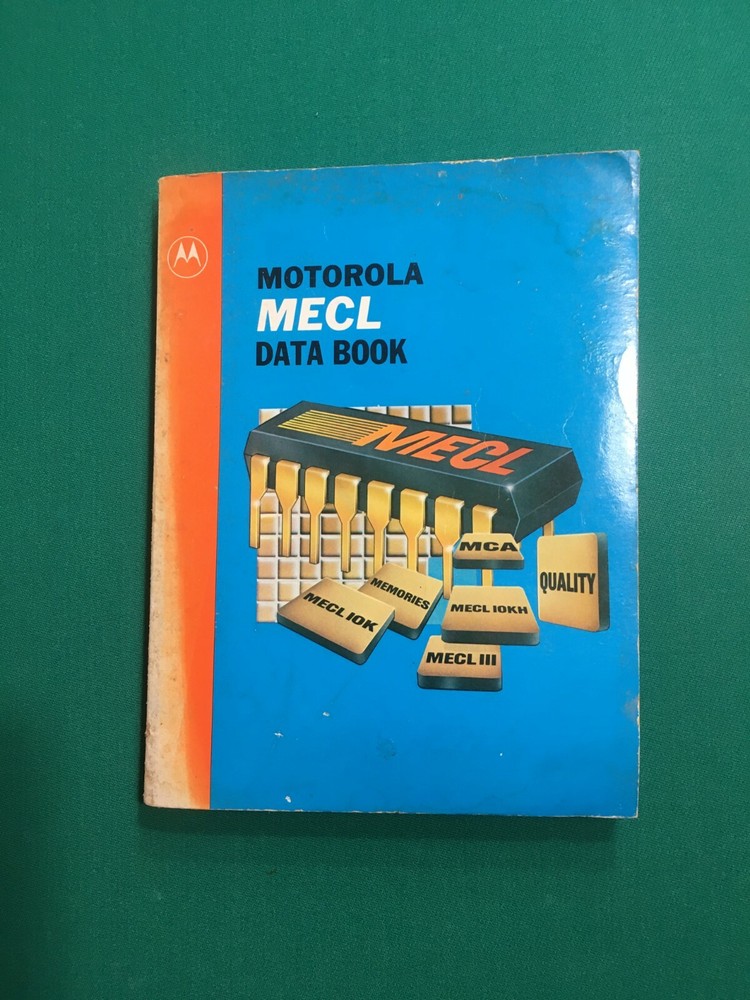 MOTOROLA
MECL
DATA BOOK
MECL
MCA
QUALITY
MEMORIES
MECL 10K
MECL 10KH
MECL III